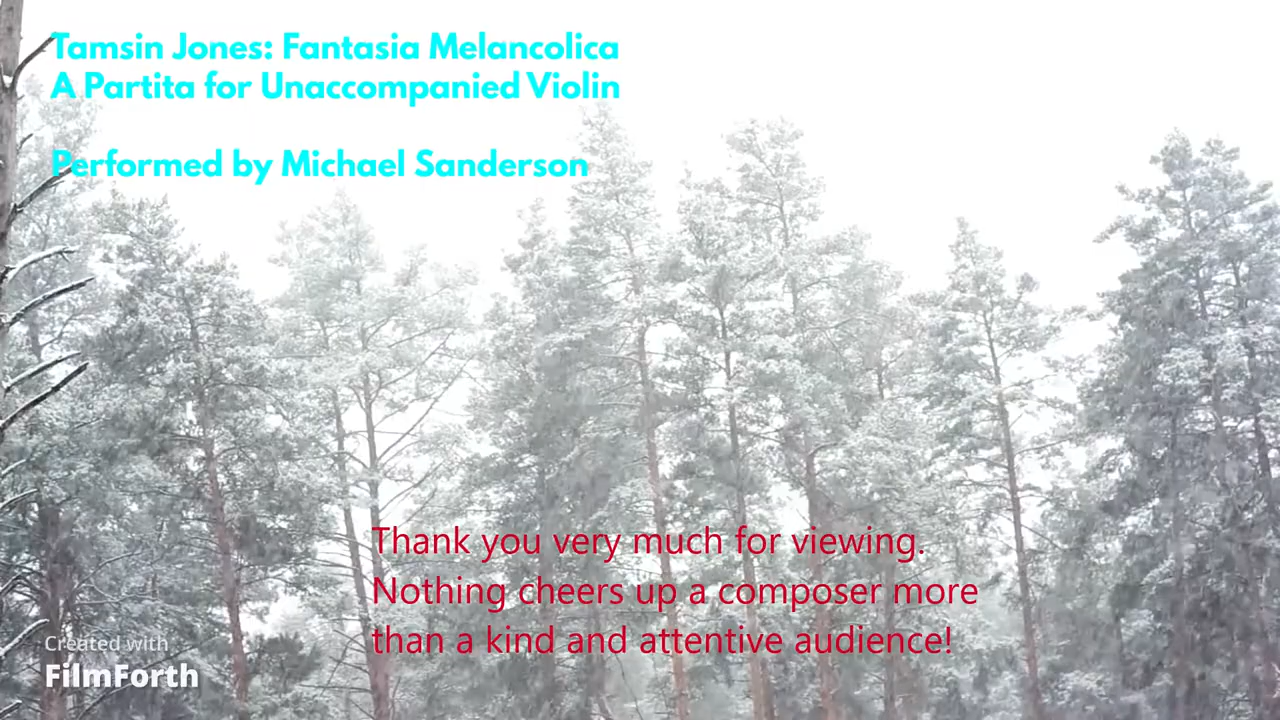 Tamsin Jones: Fantasia Melancolica
A Partita for Unaccompanied Violin
Performed by Michael Sanderson
Thank you very much for viewing.
Nothing cheers up a composer more
than a kind and attentive audience!
Created with
FilmForth